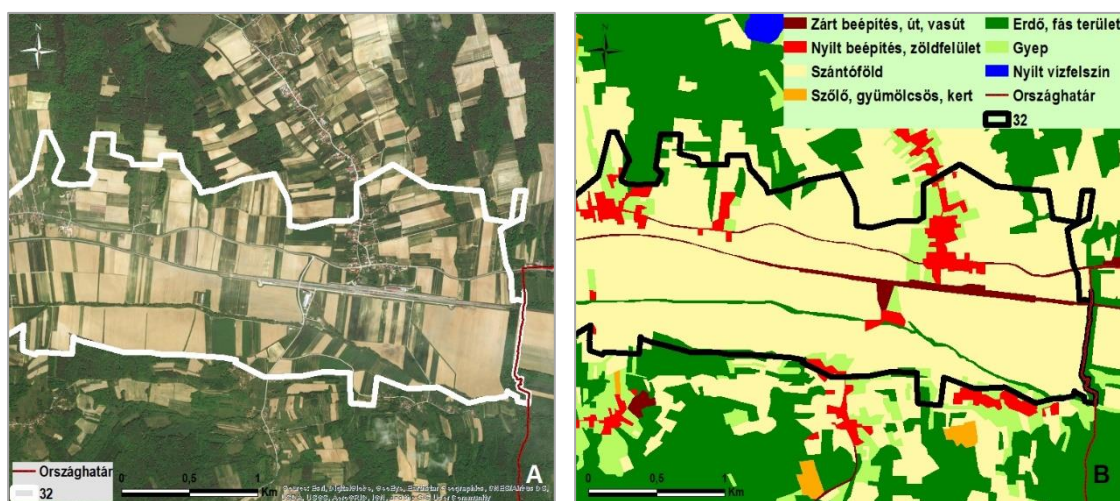 Országhatár
32
0 0,5 1
Km
A
Zárt beépítés, út, vasút
Nyílt beépítés, zöldfelület
Szántóföld
Szőlő, gyümölcsös, kert
Erdő, fás terület
Gyep
Nyílt vízfelszín
Országhatár
32
0 0,5 1
Km
B